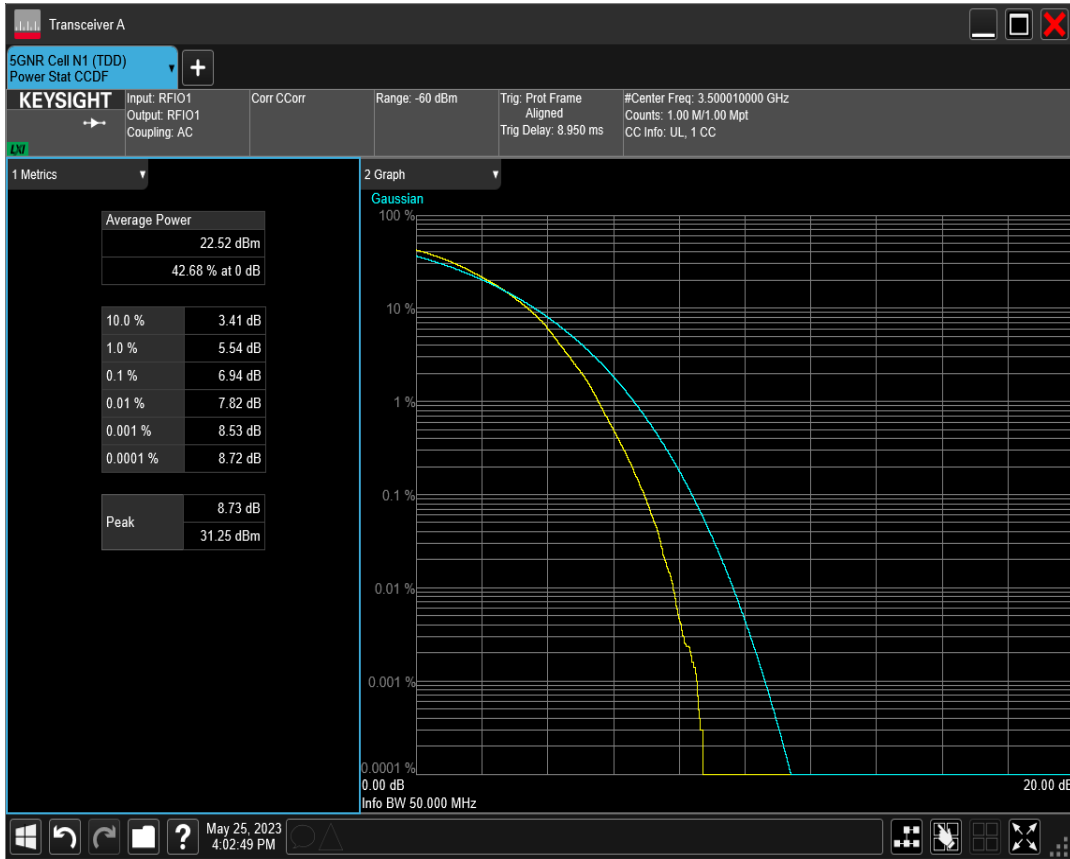 Transceiver A
5GNR Cell N1 (TDD)
Power Stat CCDF
KEYSIGHT
LXI
Input: RFIO1
Output: RFIO1
Coupling: AC
Corr CCorr
Range: -60 dBm
Trig: Prot Frame
Aligned
Trig Delay: 8.950 ms
#Center Freq: 3.500010000 GHz
Counts: 1.00 M/1.00 Mpt
CC Info: UL, 1 CC
1 Metrics
Average Power
22.52 dBm
42.68 % at 0 dB
10.0 % 3.41 dB
1.0 % 5.54 dB
0.1 % 6.94 dB
0.01 % 7.82 dB
0.001 % 8.53 dB
0.0001 % 8.72 dB
Peak 8.73 dB
31.25 dBm
2 Graph
Gaussian
100 %
10 %
1 %
0.1 %
0.01 %
0.001 %
0.0001 %
0.00 dB 20.00 dB
Info BW 50.000 MHz
May 25, 2023
4:02:49 PM